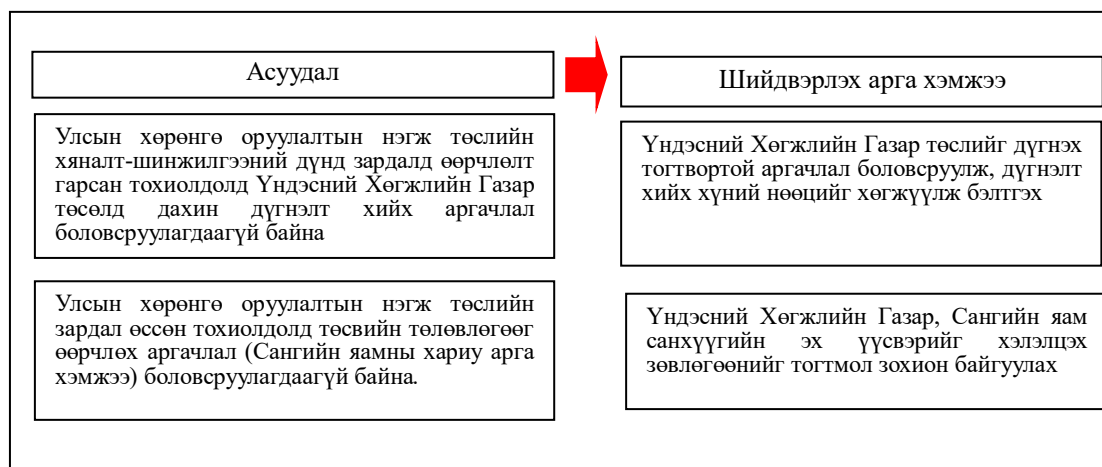 Асуудал
Шийдвэрлэх арга хэмжээ
Улсын хөрөнгө оруулалтын нэгж төслийн
хяналт-шинжилгээний дүнд зардалд өөрчлөлт
гарсан тохиолдолд Үндэсний Хөгжлийн Газар
төсөлд дахин дүгнэлт хийх аргачлал
боловсруулагдаагүй байна
Үндэсний Хөгжлийн Газар төслийг дүгнэх
тогтвортой аргачлал боловсруулж, дүгнэлт
хийх хүний нөөцийг хөгжүүлж бэлтгэх
Улсын хөрөнгө оруулалтын нэгж төслийн
зардал өссөн тохиолдолд төсвийн төлөвлөгөөг
өөрчлөх аргачлал (Сангийн яамны хариу арга
хэмжээ) боловсруулагдаагүй байна.
Үндэсний Хөгжлийн Газар, Сангийн яам
санхүүгийн эх үүсвэрийг хэлэлцэх
зөвлөгөөнийг тогтмол зохион байгуулах